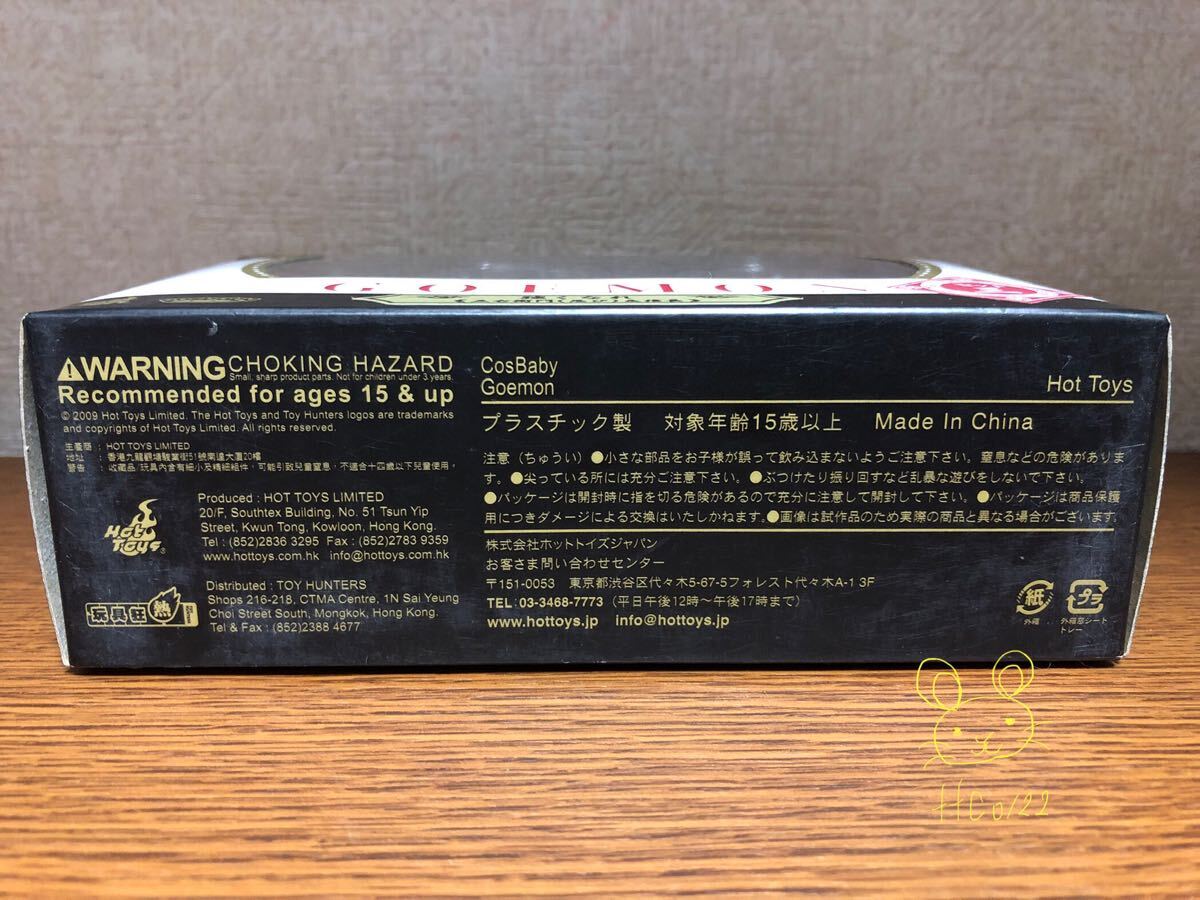 GOEMON
WARNING CHOKING HAZARD
Small, sharp product parts. Not for children under 3 years.
Recommended for ages 15 & up
© 2009 Hot Toys Limited. The Hot Toys and Toy Hunters logos are trademarks
and copyrights of Hot Toys Limited. All rights reserved.
生產商 : HOT TOYS LIMITED
地址 : 香港九龍觀塘駿業街51號南達大廈20樓
警告 : 收藏品/玩具內含有細小及精細組件,可能引致兒童窒息,不適合十四歲以下兒童使用。
Hot Toys®
Produced : HOT TOYS LIMITED
20/F, Southtex Building, No. 51 Tsun Yip
Street, Kwun Tong, Kowloon, Hong Kong.
Tel : (852)2836 3295 Fax : (852)2783 9359
www.hottoys.com.hk info@hottoys.com.hk
Distributed : TOY HUNTERS
Shops 216-218, CTMA Centre, 1N Sai Yeung
Choi Street South, Mongkok, Hong Kong.
Tel & Fax : (852)2388 4677
CosBaby
Goemon
Hot Toys
プラスチック製 対象年齢15歳以上 Made In China
注意(ちゅうい)●小さな部品をお子様が誤って飲み込まないようご注意下さい。窒息などの危険がありま
す。●尖っている所には充分ご注意下さい。●ぶつけたり振り回すなど乱暴な遊びをしないで下さい。
●パッケージは開封時に指を切る危険があるので充分に注意して開封して下さい。●パッケージは商品保護
用につきダメージによる交換はいたしかねます。●画像は試作品のため実際の商品と異なる場合がございます。
株式会社ホットトイズジャパン
お客さま問い合わせセンター
〒151-0053 東京都渋谷区代々木5-67-5フォレスト代々木A-1 3F
TEL: 03-3468-7773 (平日午後12時~午後17時まで)
www.hottoys.jp info@hottoys.jp
紙
外箱
プラ
外箱窓シート
トレー
HCo122